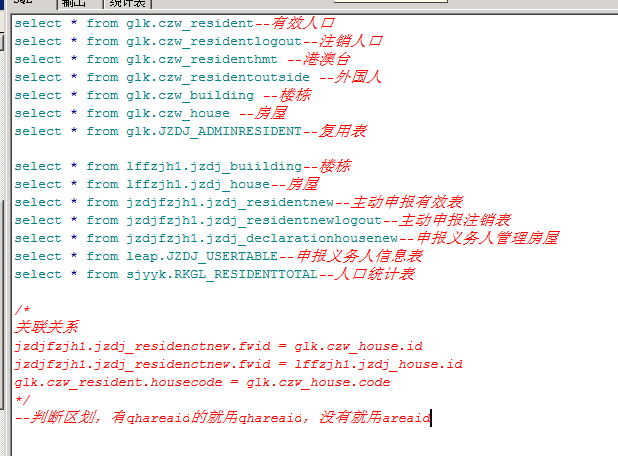 输出
统计表
select * from glk.czw_resident--有效人口
select * from glk.czw_residentlogout--注销人口
select * from glk.czw_residenthmt --港澳台
select * from glk.czw_residentoutside --外国人
select * from glk.czw_building --楼栋
select * from glk.czw_house --房屋
select * from glk.JZDJ_ADMINRESIDENT--复用表
select * from lffzjh1.jzdj_buiilding--楼栋
select * from lffzjh1.jzdj_house--房屋
select * from jzdjfzjh1.jzdj_residentnew--主动申报有效表
select * from jzdjfzjh1.jzdj_residentnewlogout--主动申报注销表
select * from jzdjfzjh1.jzdj_declarationhousenew--申报义务人管理房屋
select * from leap.JZDJ_USERTABLE--申报义务人信息表
select * from sjyyk.RKGL_RESIDENTTOTAL--人口统计表
/*
关联关系
jzdjfzjh1.jzdj_residenctnew.fwid = glk.czw_house.id
jzdjfzjh1.jzdj_residenctnew.fwid = lffzjh1.jzdj_house.id
glk.czw_resident.housecode = glk.czw_house.code
*/
--判断区划，有qhareaid的就用qhareaid，没有就用areaid